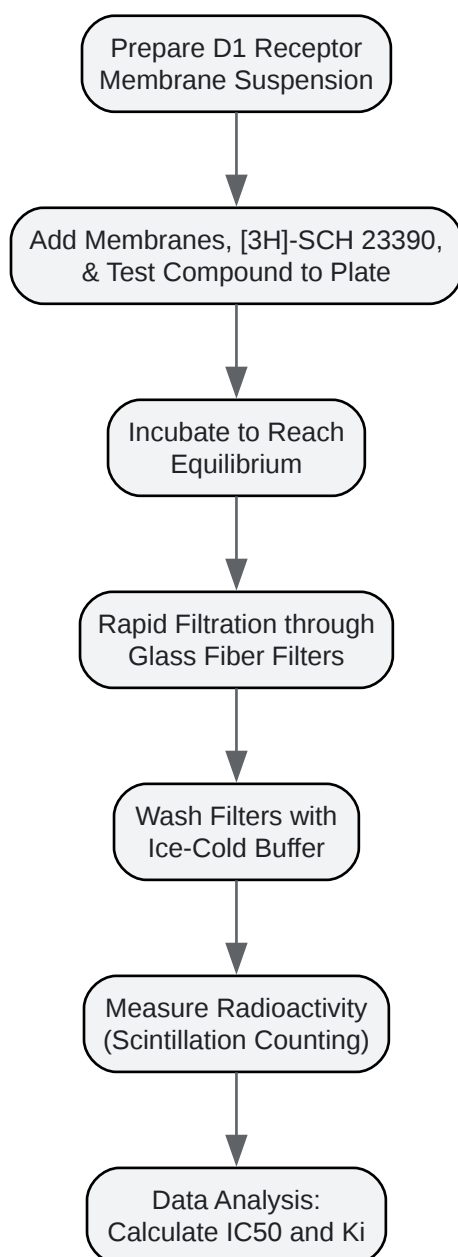 Prepare D1 Receptor
Membrane Suspension
Add Membranes, [3H]-SCH 23390,
& Test Compound to Plate
Incubate to Reach
Equilibrium
Rapid Filtration through
Glass Fiber Filters
Wash Filters with
Ice-Cold Buffer
Measure Radioactivity
(Scintillation Counting)
Data Analysis:
Calculate IC50 and Ki